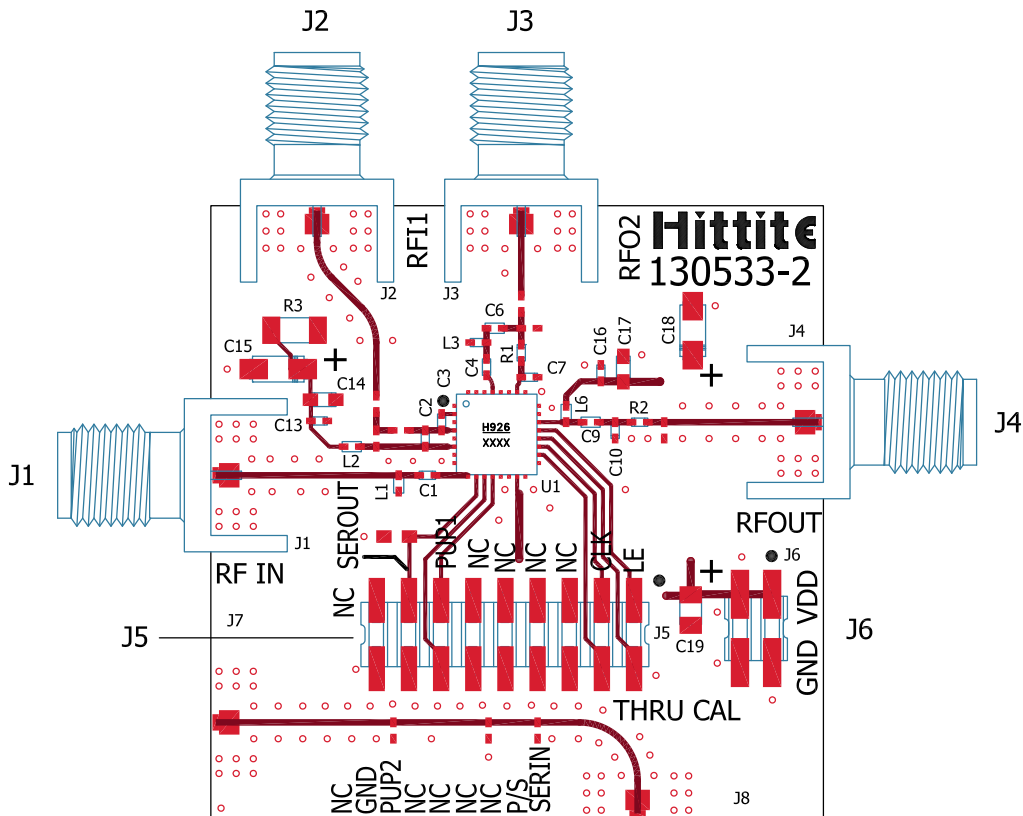 J2
J3
RFI1
RFO2
Hittite
130533-2
J2
J3
R3
C6
C18
J4
C15
L3
R1
C16
C17
C4
C7
C14
C3
C2
L6
C13
H926
XXXX
C9
R2
C10
J4
J1
L2
L1
C1
U1
J1
SEROUT
RFOUT
RF IN
PUP1
NC
NC
NC
NC
CLK
LE
J6
NC
J7
J5
J5
C19
GND VDD
J6
THRU CAL
NC
GND
PUP2
NC
NC
NC
NC
P/S
SERIN
J8